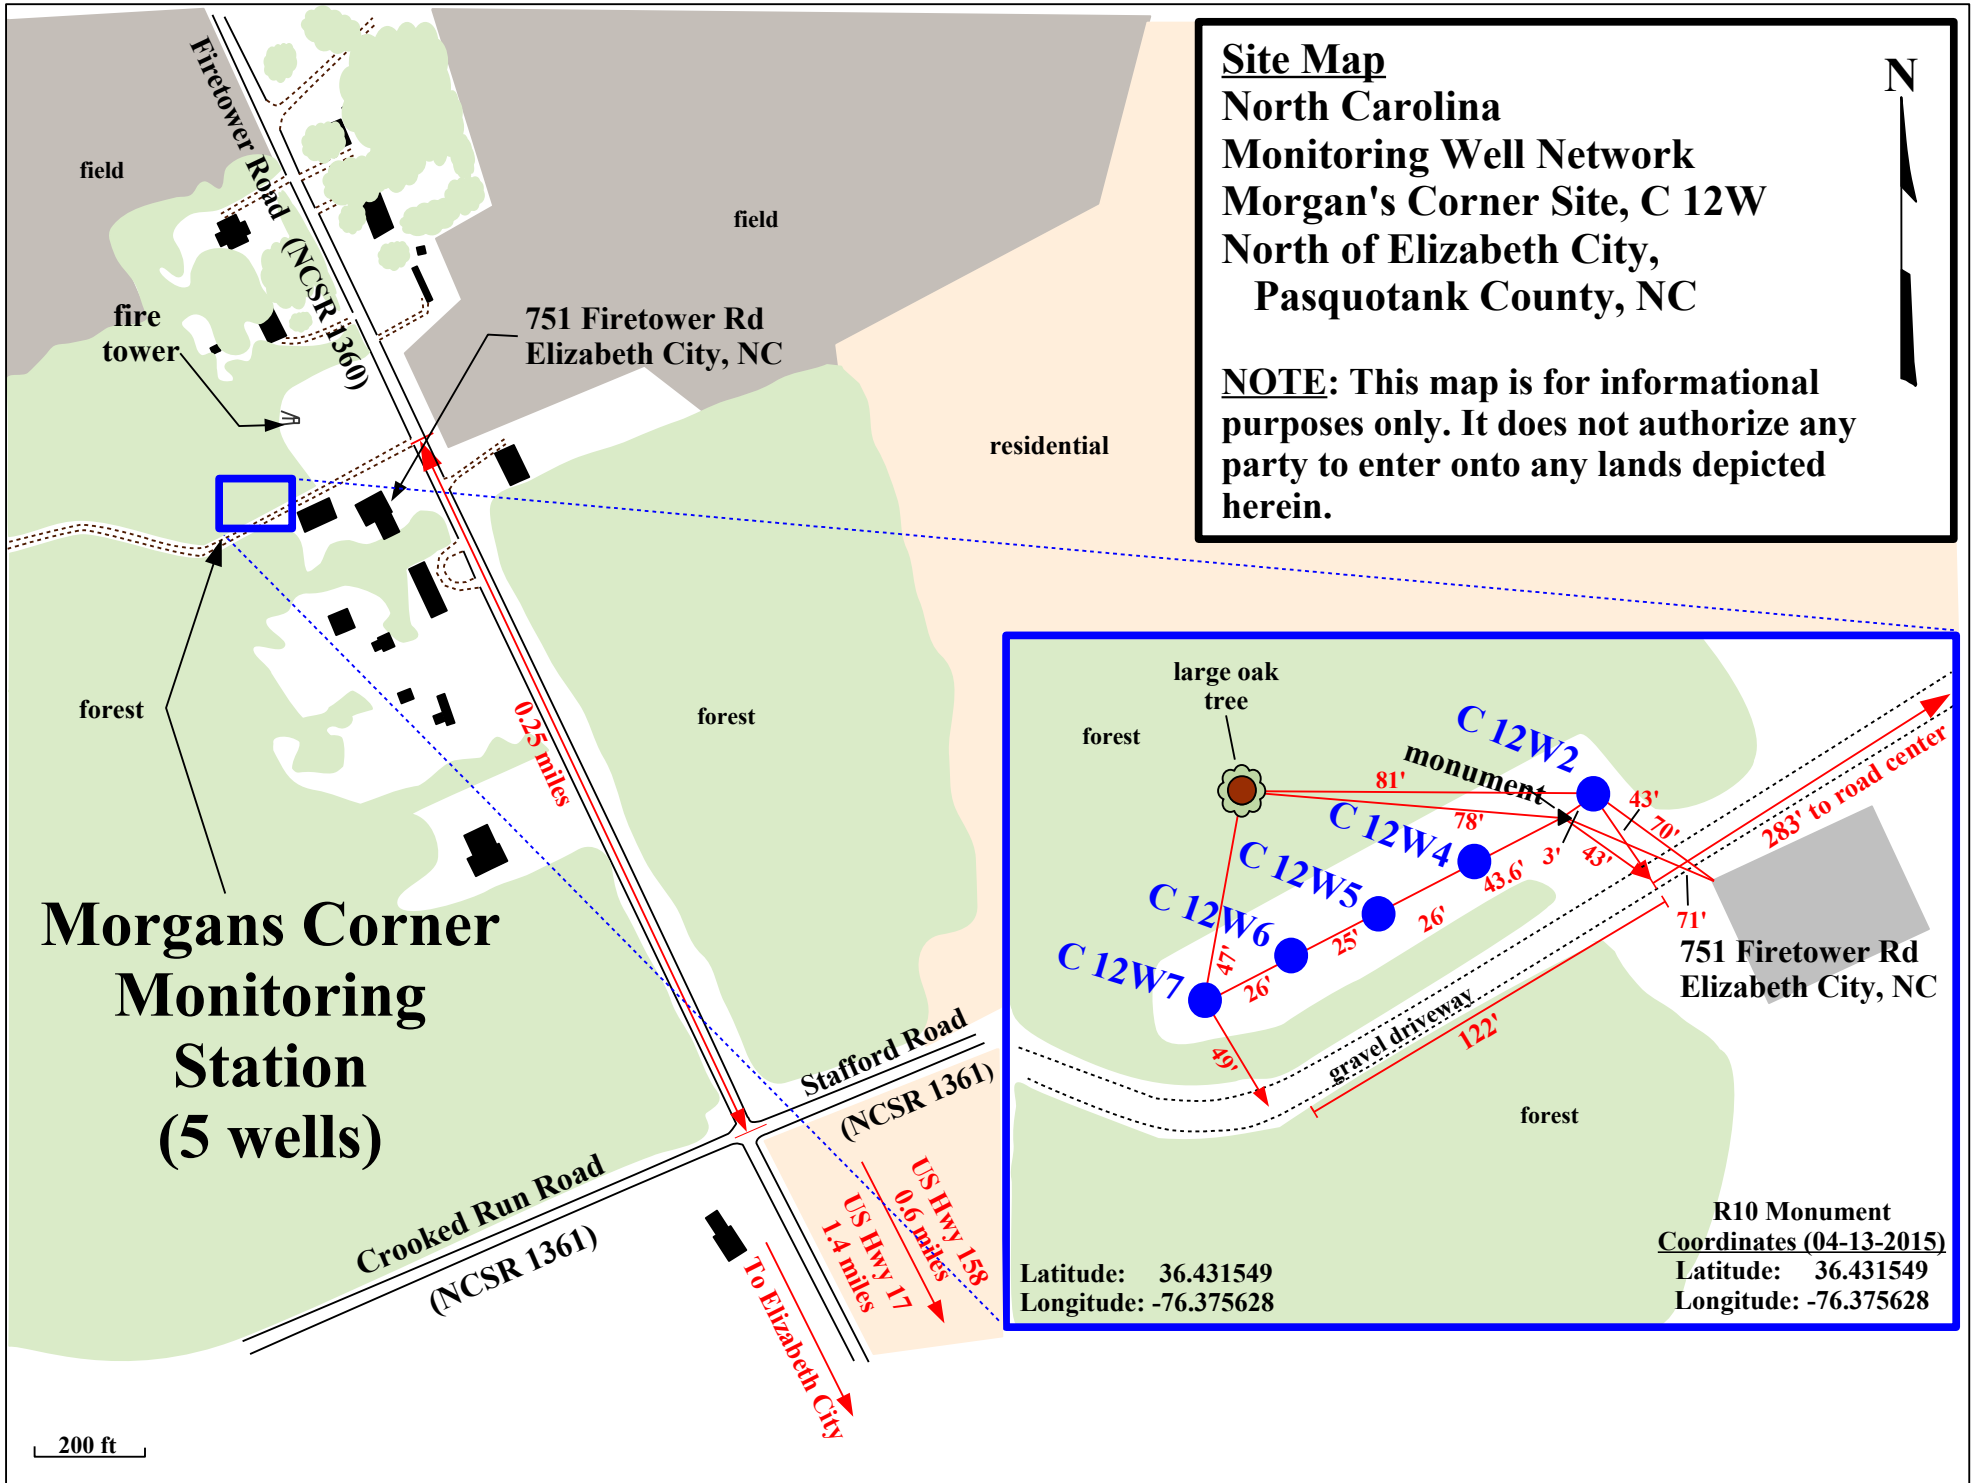 Site Map
North Carolina
Monitoring Well Network
Morgan's Corner Site, C 12W
North of Elizabeth City,
Pasquotank County, NC
NOTE: This map is for informational
purposes only. It does not authorize any
party to enter onto any lands depicted
herein.
N
Firetower Road (NCSR 1360)
field
field
fire
tower
751 Firetower Rd
Elizabeth City, NC
residential
forest
forest
0.25 miles
Morgans Corner
Monitoring
Station
(5 wells)
Stafford Road
(NCSR 1361)
Crooked Run Road
(NCSR 1361)
US Hwy 158
0.6 miles
US Hwy 17
1.4 miles
To Elizabeth City
200 ft
large oak
tree
forest
C 12W2
monument
81'
78'
43'
70'
283' to road center
C 12W4
3'
43'
43.6'
C 12W5
26'
71'
C 12W6
25'
751 Firetower Rd
Elizabeth City, NC
C 12W7
47'
26'
49'
gravel driveway
122'
forest
R10 Monument
Coordinates (04-13-2015)
Latitude: 36.431549
Longitude: -76.375628
Latitude: 36.431549
Longitude: -76.375628